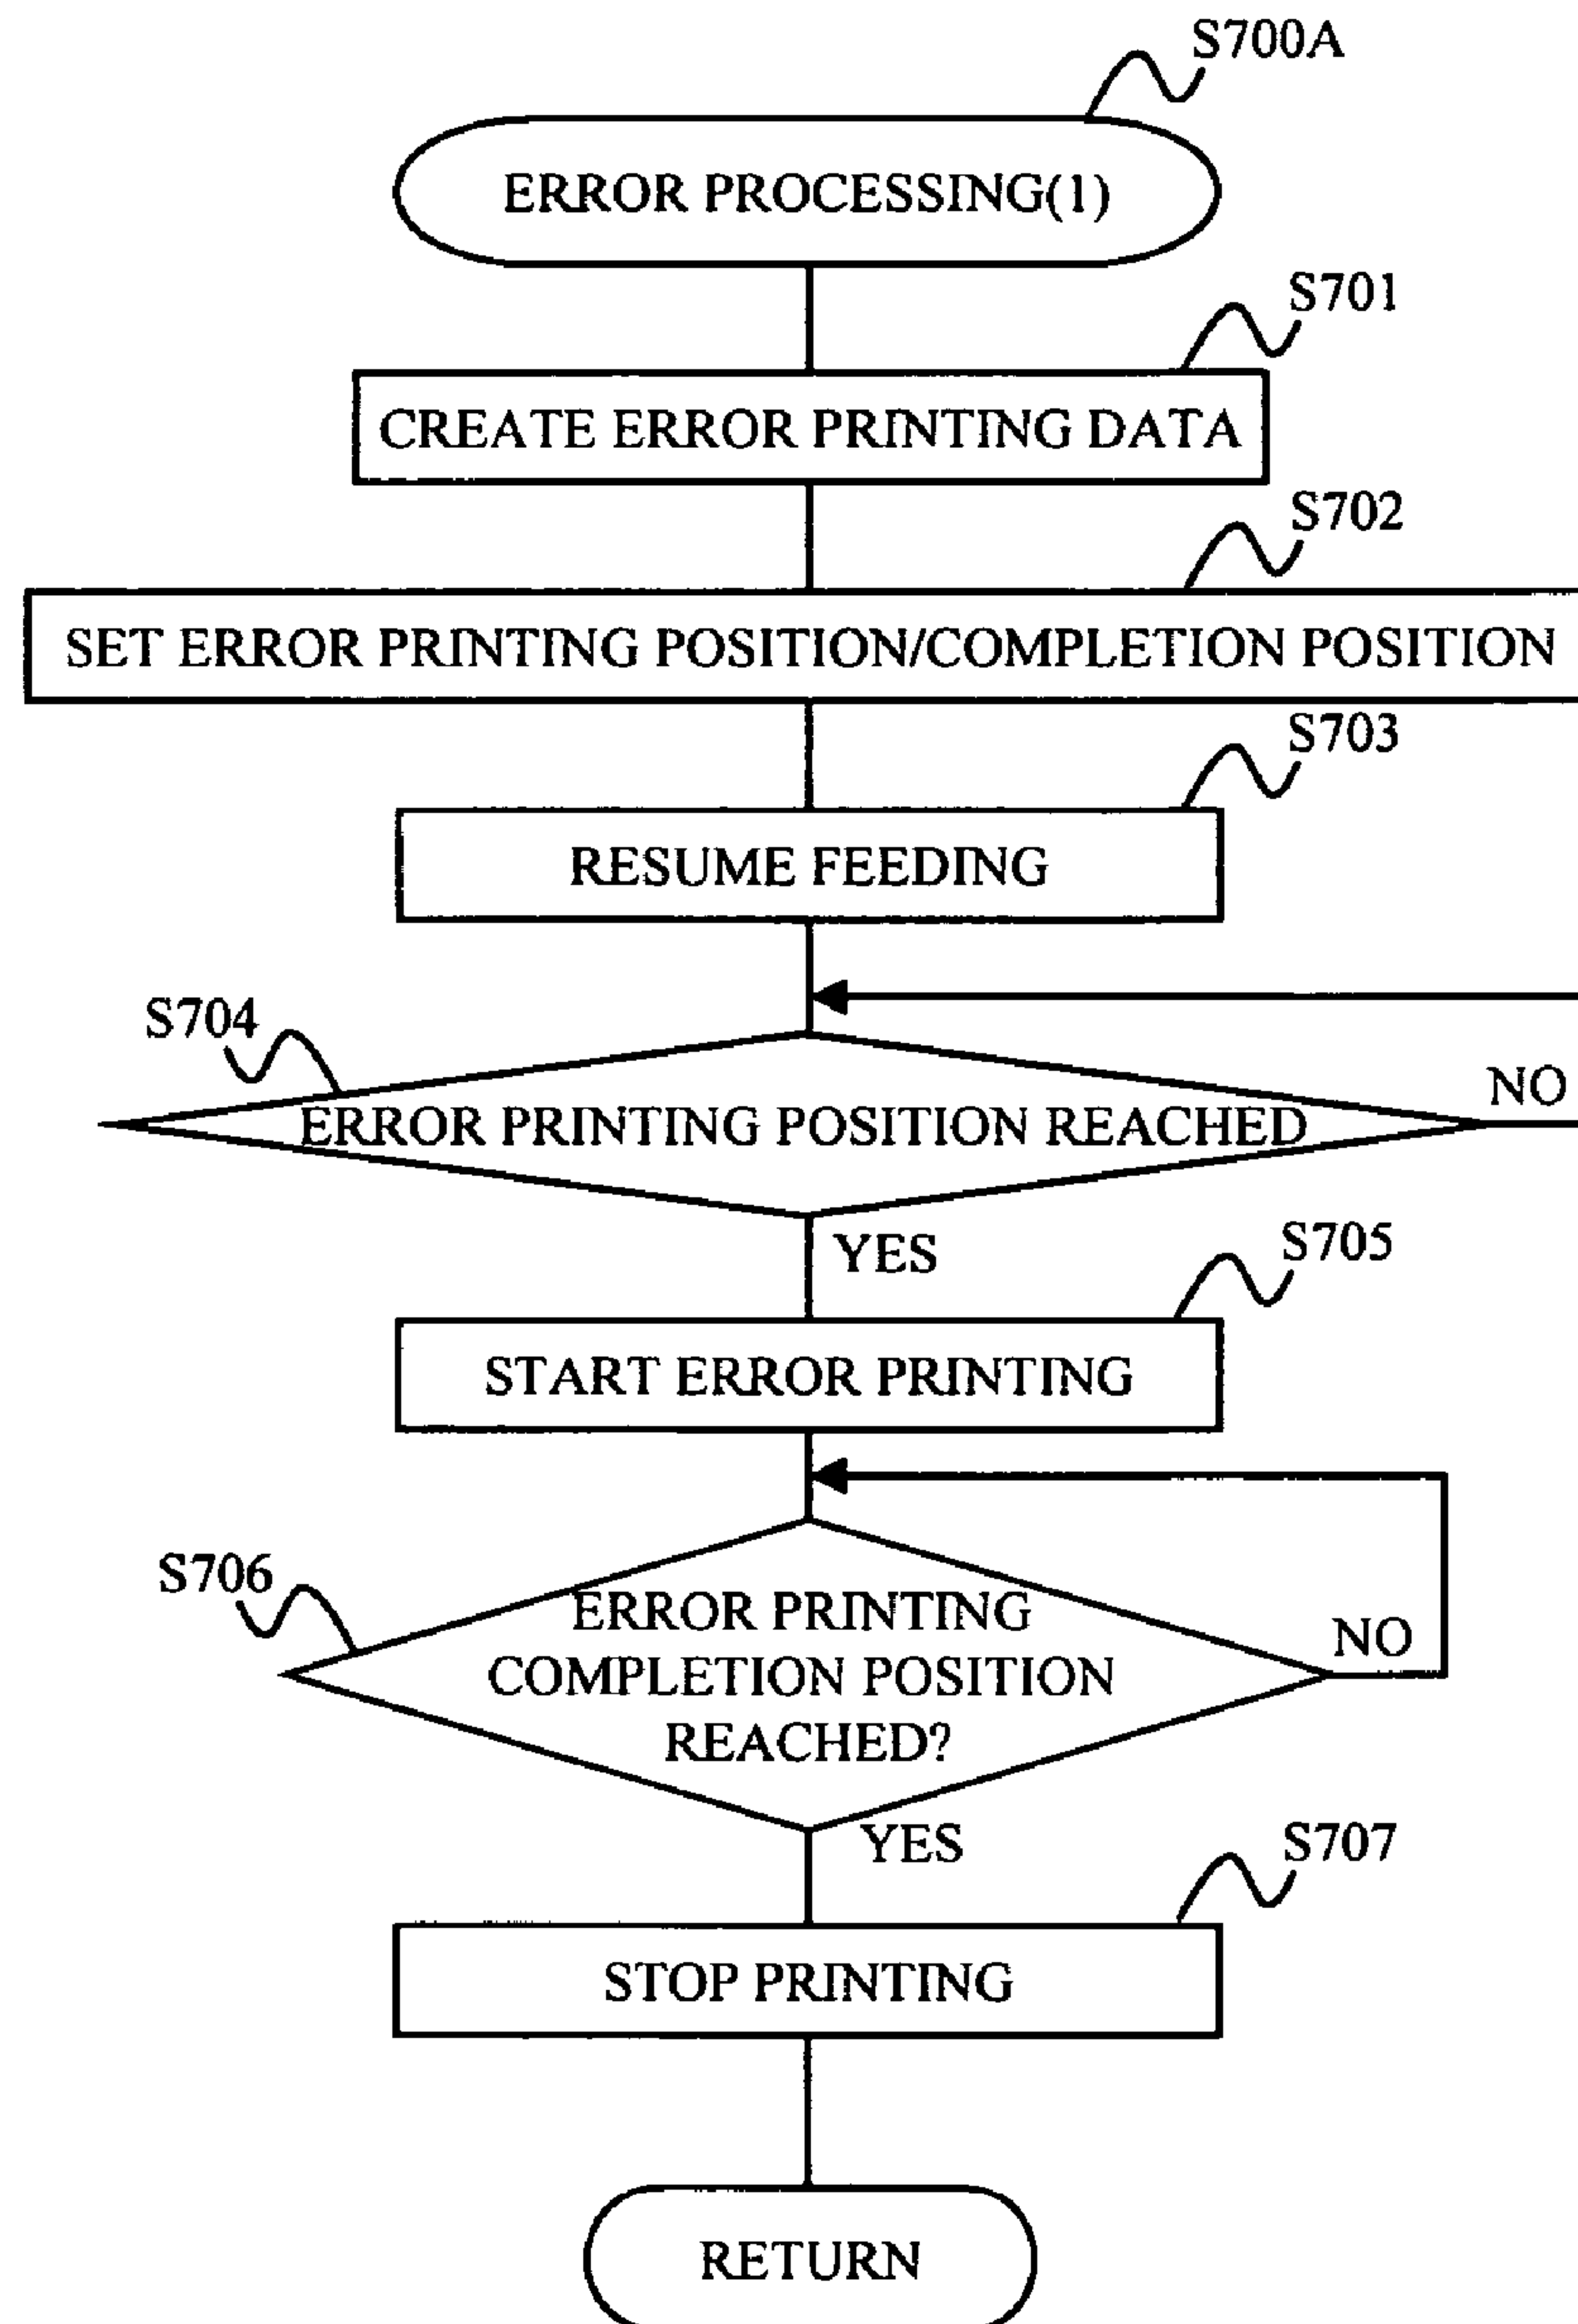 S700A
ERROR PROCESSING(1)
S701
CREATE ERROR PRINTING DATA
S702
SET ERROR PRINTING POSITION/COMPLETION POSITION
S703
RESUME FEEDING
S704
NO
ERROR PRINTING POSITION REACHED
YES
S705
START ERROR PRINTING
S706
ERROR PRINTING
NO
COMPLETION POSITION
REACHED?
YES
S707
STOP PRINTING
RETURN